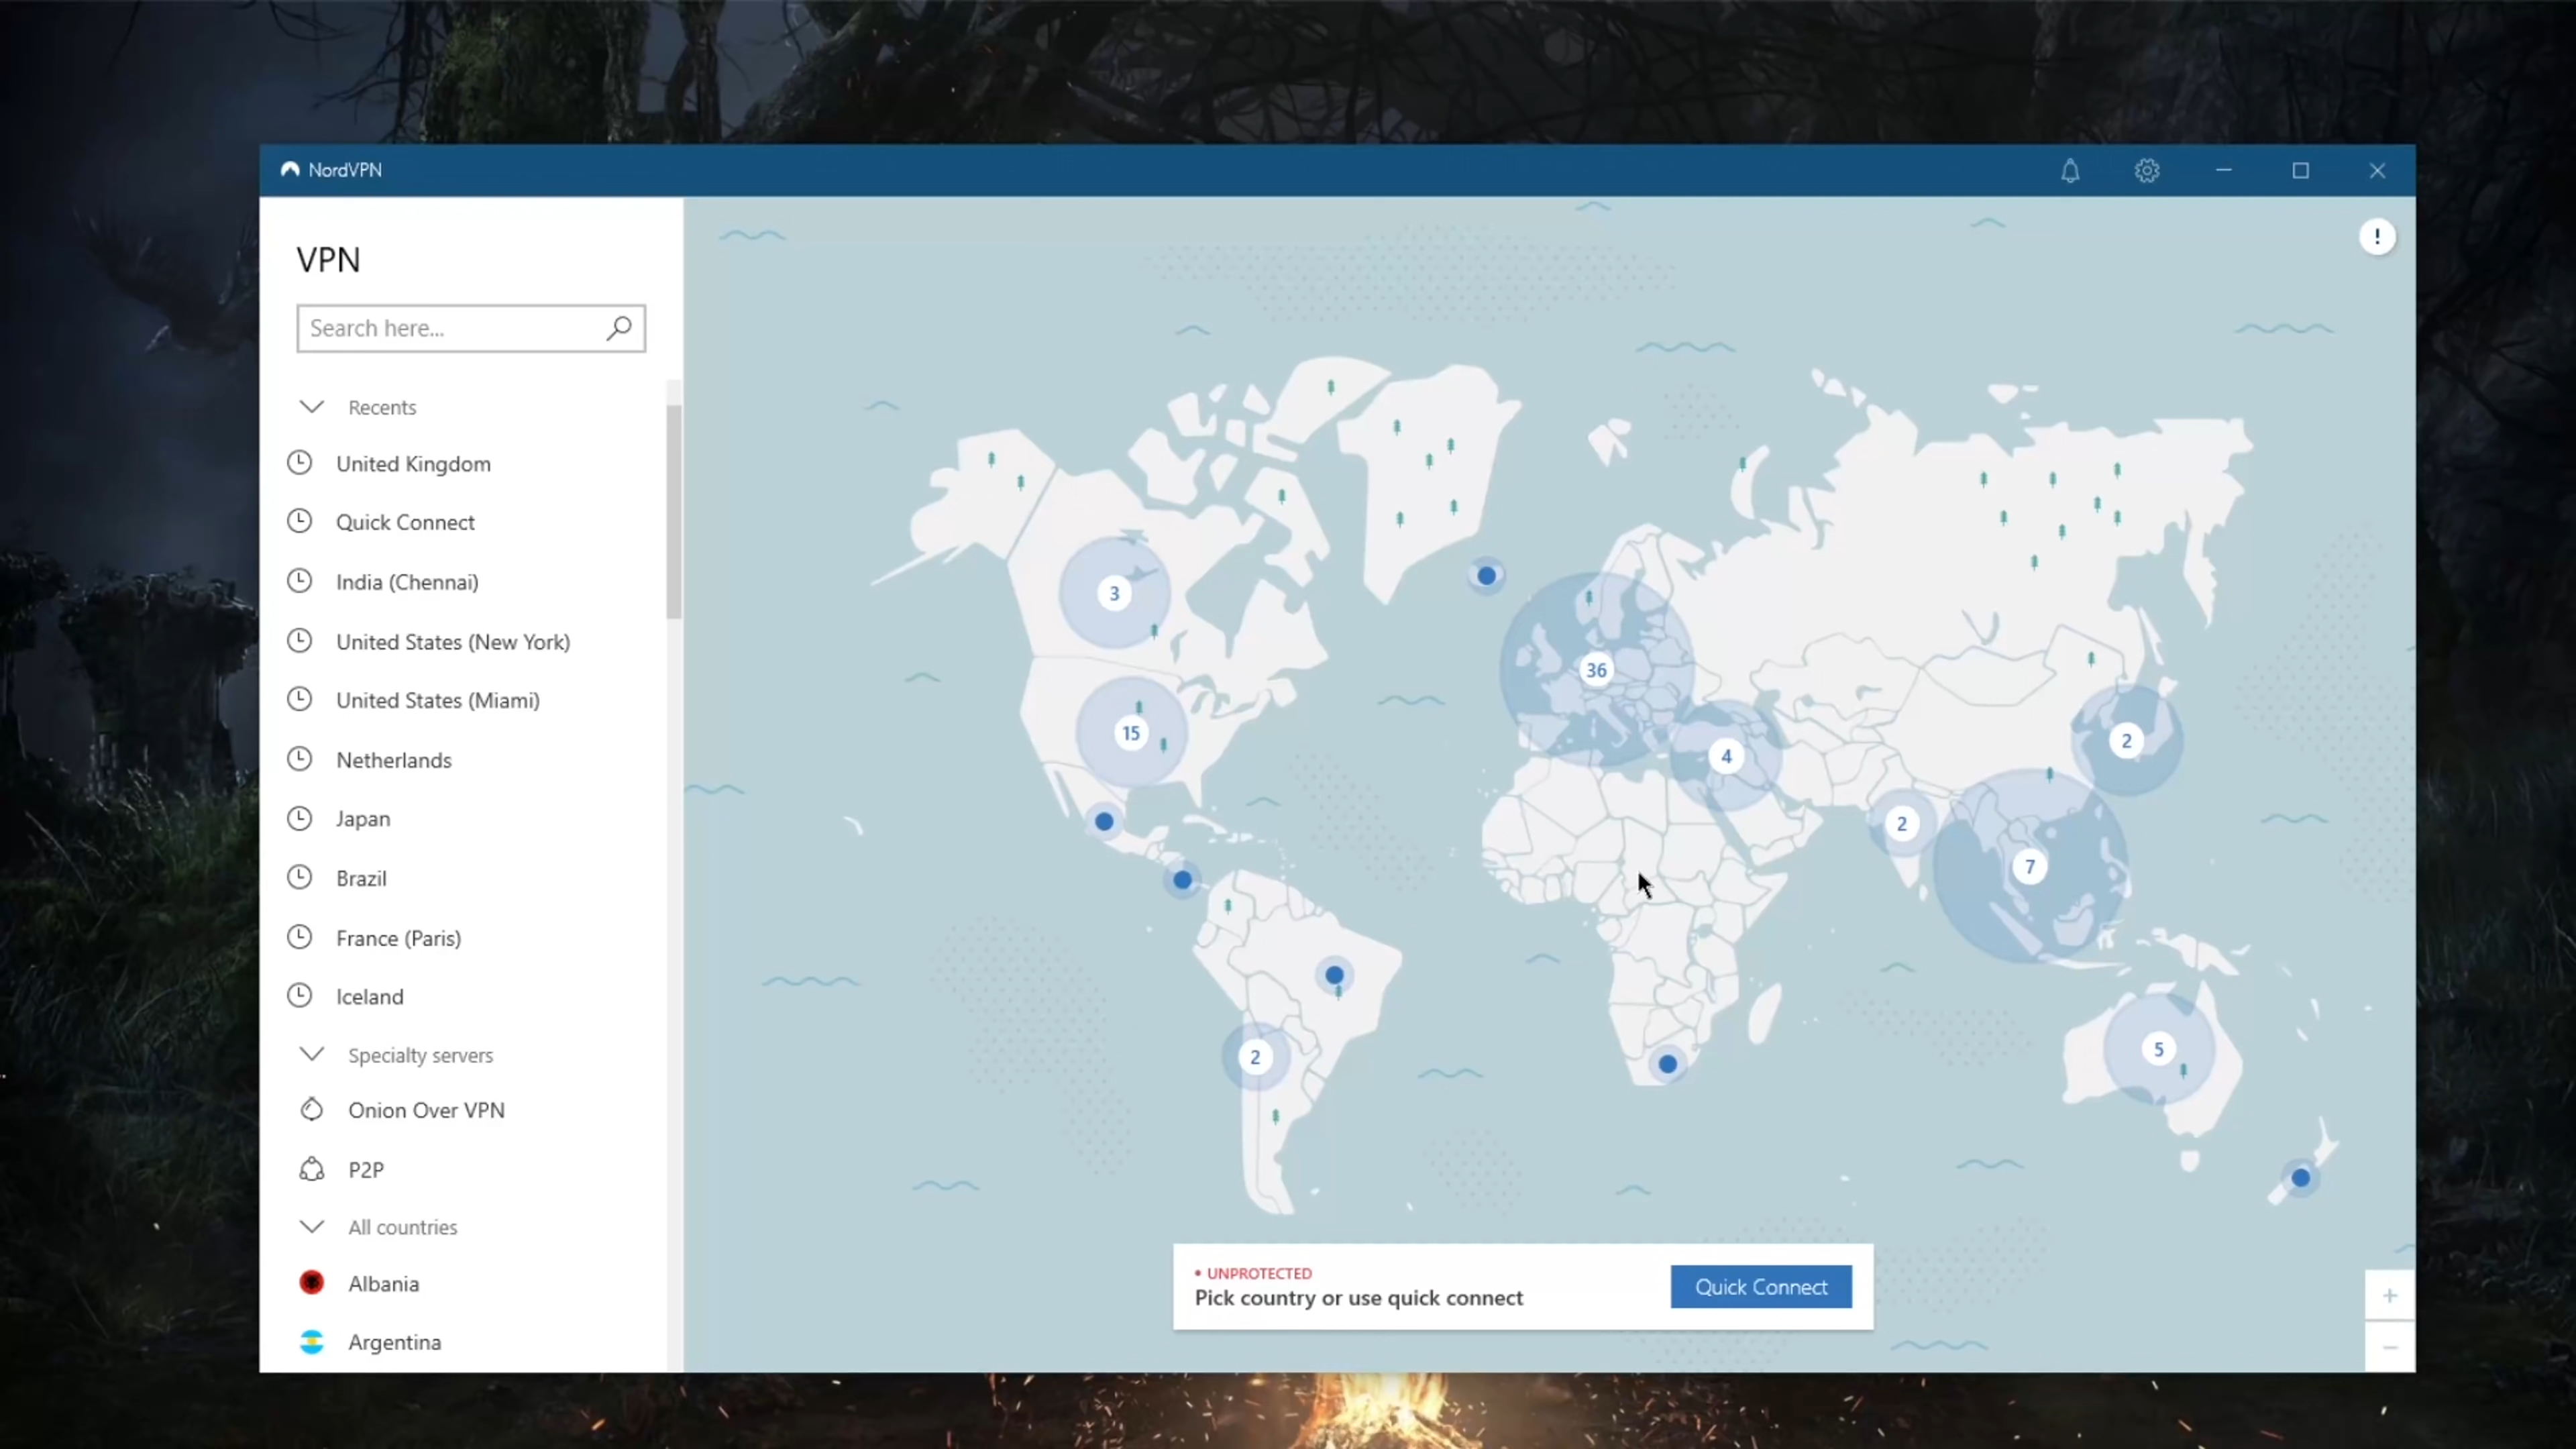 NordVPN
VPN
Search here...
Recents
United Kingdom
Quick Connect
India (Chennai)
United States (New York)
United States (Miami)
Netherlands
Japan
Brazil
France (Paris)
Iceland
Specialty servers
Onion Over VPN
P2P
All countries
Albania
Argentina
!
3
36
15
4
2
2
7
2
5
• UNPROTECTED
Pick country or use quick connect
Quick Connect
+
−